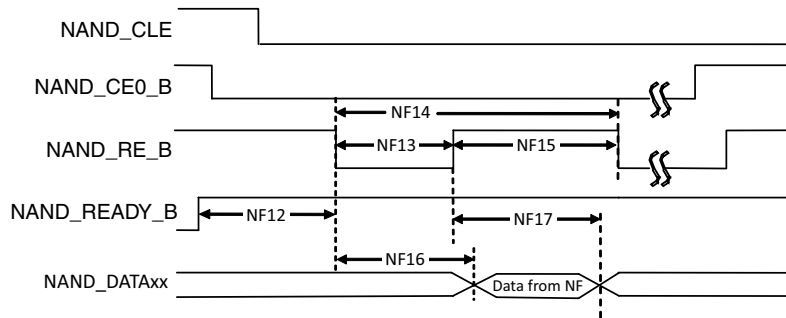 NAND_CLE
NAND_CE0_B
NF14
NAND_RE_B
NF13
NF15
NAND_READY_B
NF12
NF17
NF16
NAND_DATAxx
Data from NF